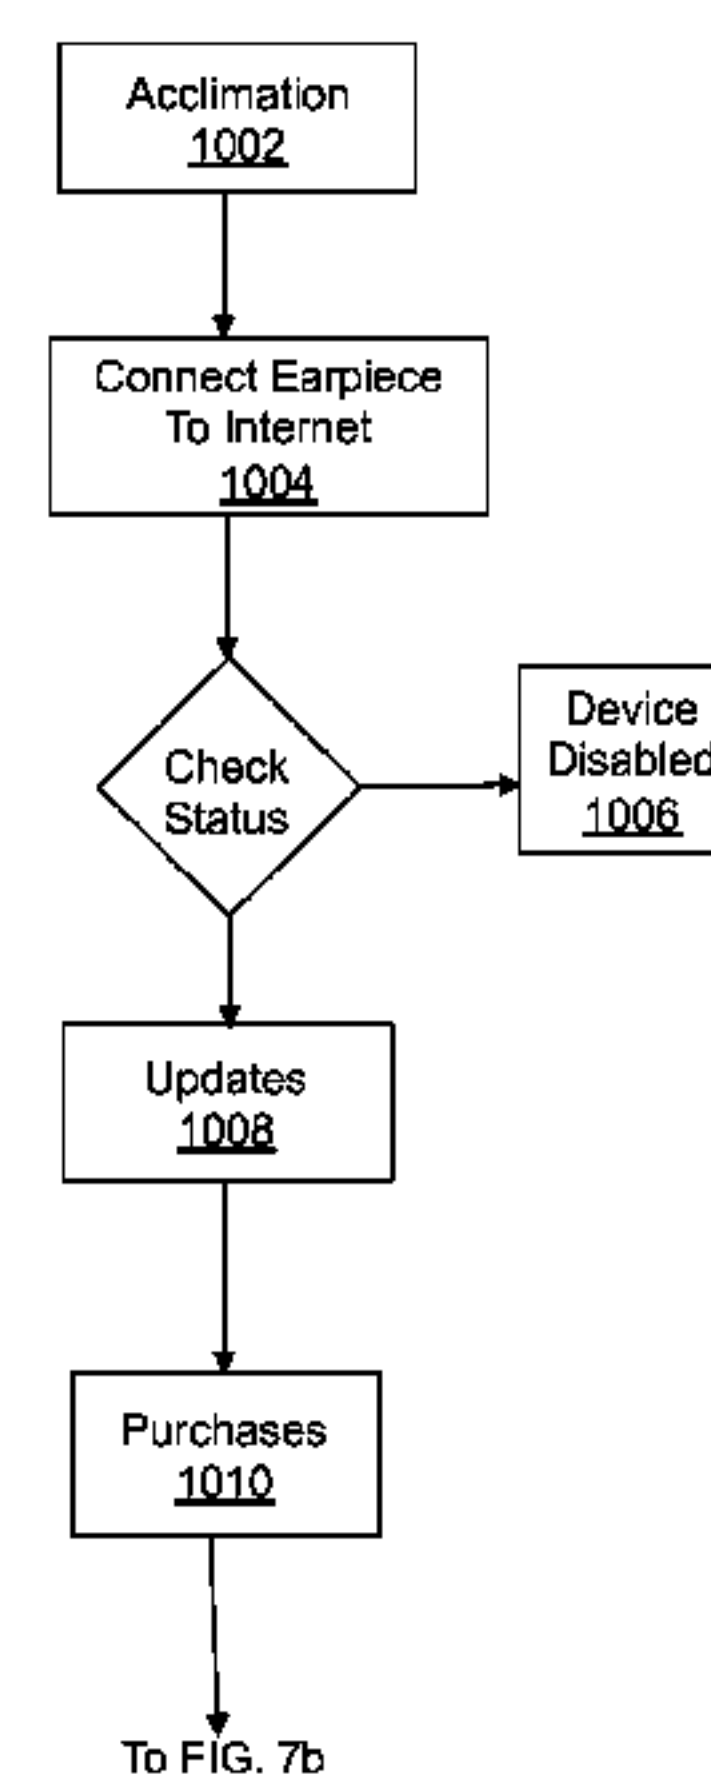 Acclimation
1002
Connect Earpiece
To Internet
1004
Check
Status
Device
Disabled
1006
Updates
1008
Purchases
1010
To FIG. 7b